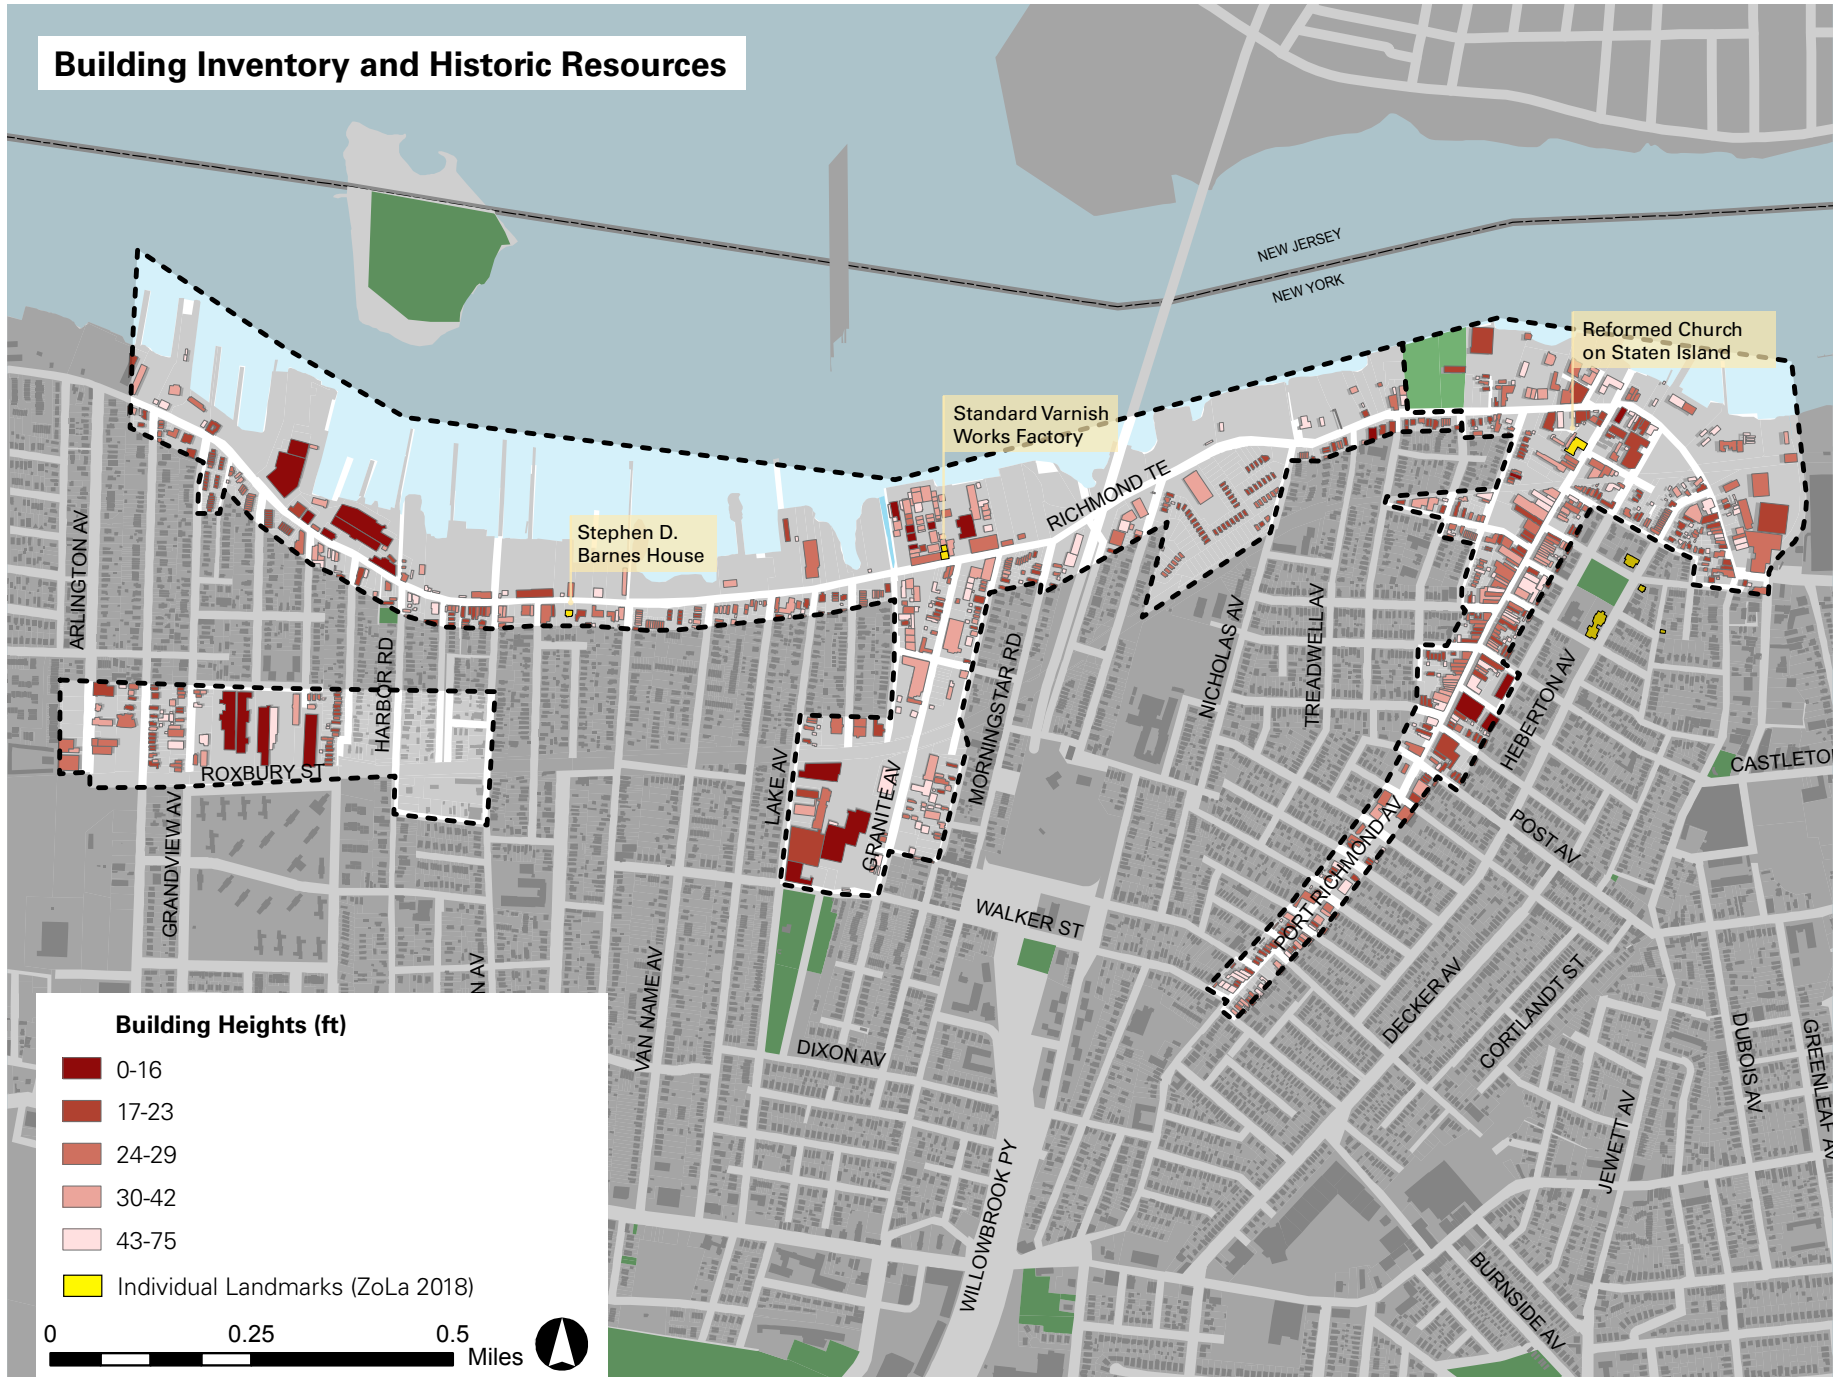 Building Inventory and Historic Resources
NEW JERSEY
NEW YORK
Reformed Church
on Staten Island
Standard Varnish
Works Factory
Stephen D.
Barnes House
RICHMOND TE
ARLINGTON AV
HARBOR RD
ROXBURY ST
GRANDVIEW AV
LAKE AV
GRANITE AV
MORNINGSTAR RD
NICHOLAS AV
TREADWELL AV
HEBERTON AV
CASTLETO
POST AV
PORT RICHMOND AV
WALKER ST
VAN NAME AV
N AV
DIXON AV
DECKER AV
CORTLANDT ST
DUBOIS AV
GREENLEAF AV
JEWETT AV
WILLOWBROOK PY
BURNSIDE AV
Building Heights (ft)
0-16
17-23
24-29
30-42
43-75
Individual Landmarks (ZoLa 2018)
0 0.25 0.5
Miles